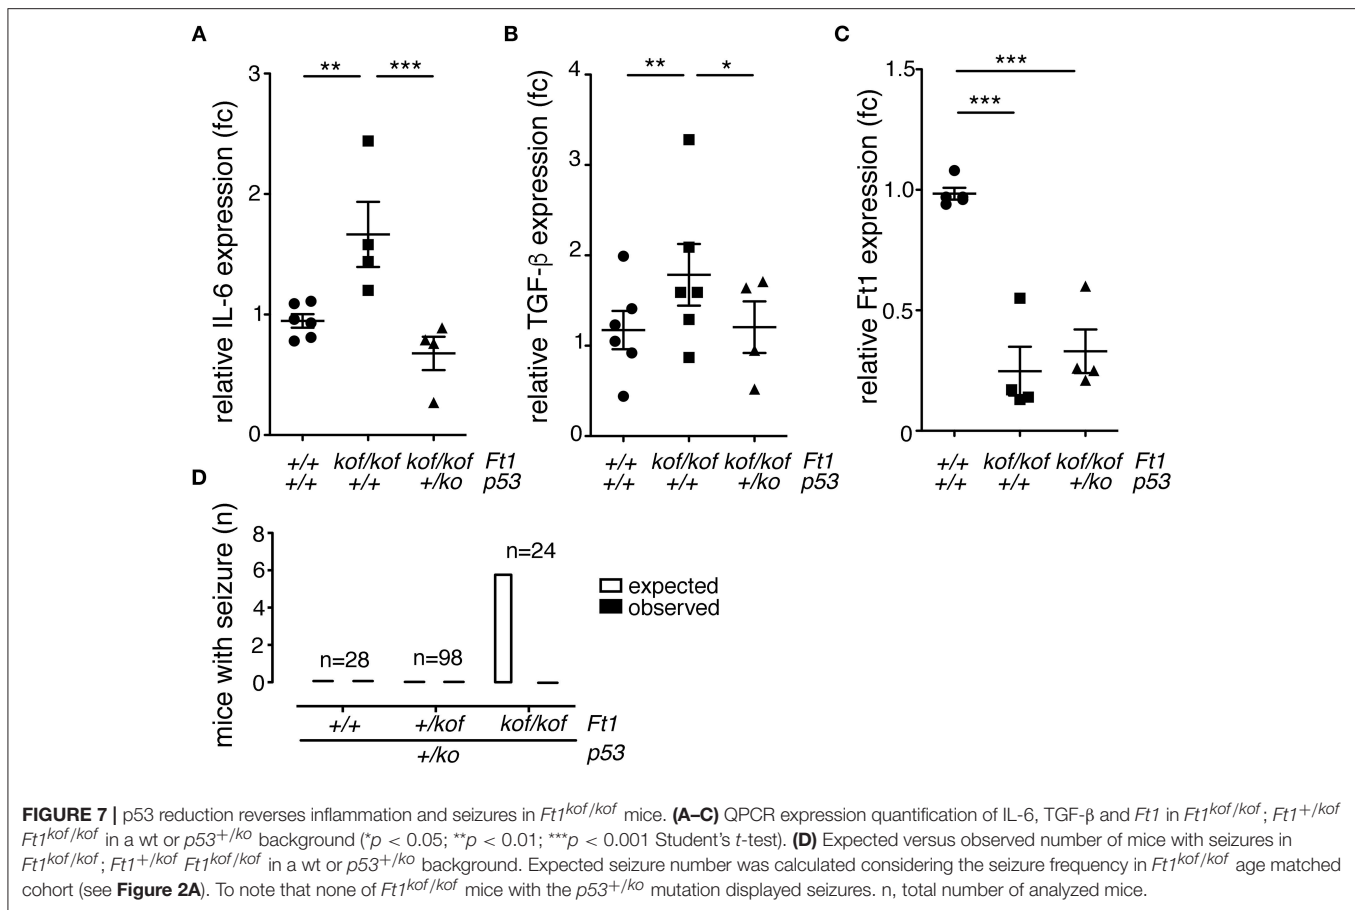 A
relative IL-6 expression (fc)
3
2
1
0
** ***
+/+ kof/kof kof/kof Ft1
+/+ +/+ +/ko p53
B
relative TGF-β expression (fc)
4
3
2
1
0
** *
+/+ kof/kof kof/kof Ft1
+/+ +/+ +/ko p53
C
relative Ft1 expression (fc)
1.5
1.0
0.5
0
***
***
+/+ kof/kof kof/kof Ft1
+/+ +/+ +/ko p53
D
mice with seizure (n)
8
6
4
2
0
n=28
n=98
n=24
expected
observed
+/+ +/kof kof/kof Ft1
+/ko p53
FIGURE 7 | p53 reduction reverses inflammation and seizures in Ft1kof/kof mice. (A–C) QPCR expression quantification of IL-6, TGF-β and Ft1 in Ft1kof/kof; Ft1+/kof
Ft1kof/kof in a wt or p53+/ko background (*p < 0.05; **p < 0.01; ***p < 0.001 Student's t-test). (D) Expected versus observed number of mice with seizures in
Ft1kof/kof; Ft1+/kof Ft1kof/kof in a wt or p53+/ko background. Expected seizure number was calculated considering the seizure frequency in Ft1kof/kof age matched
cohort (see Figure 2A). To note that none of Ft1kof/kof mice with the p53+/ko mutation displayed seizures. n, total number of analyzed mice.